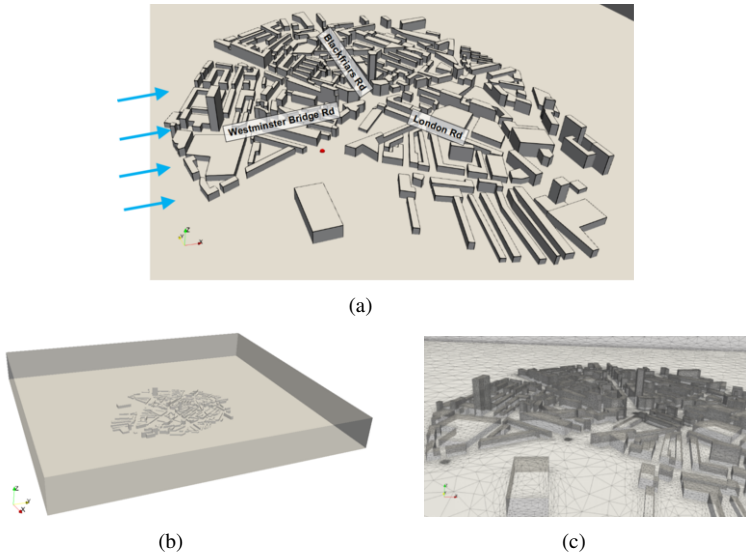 Blackfriars Rd
Westminster Bridge Rd
London Rd
Z
X
(a)
Z
Y
X
(b)
(c)